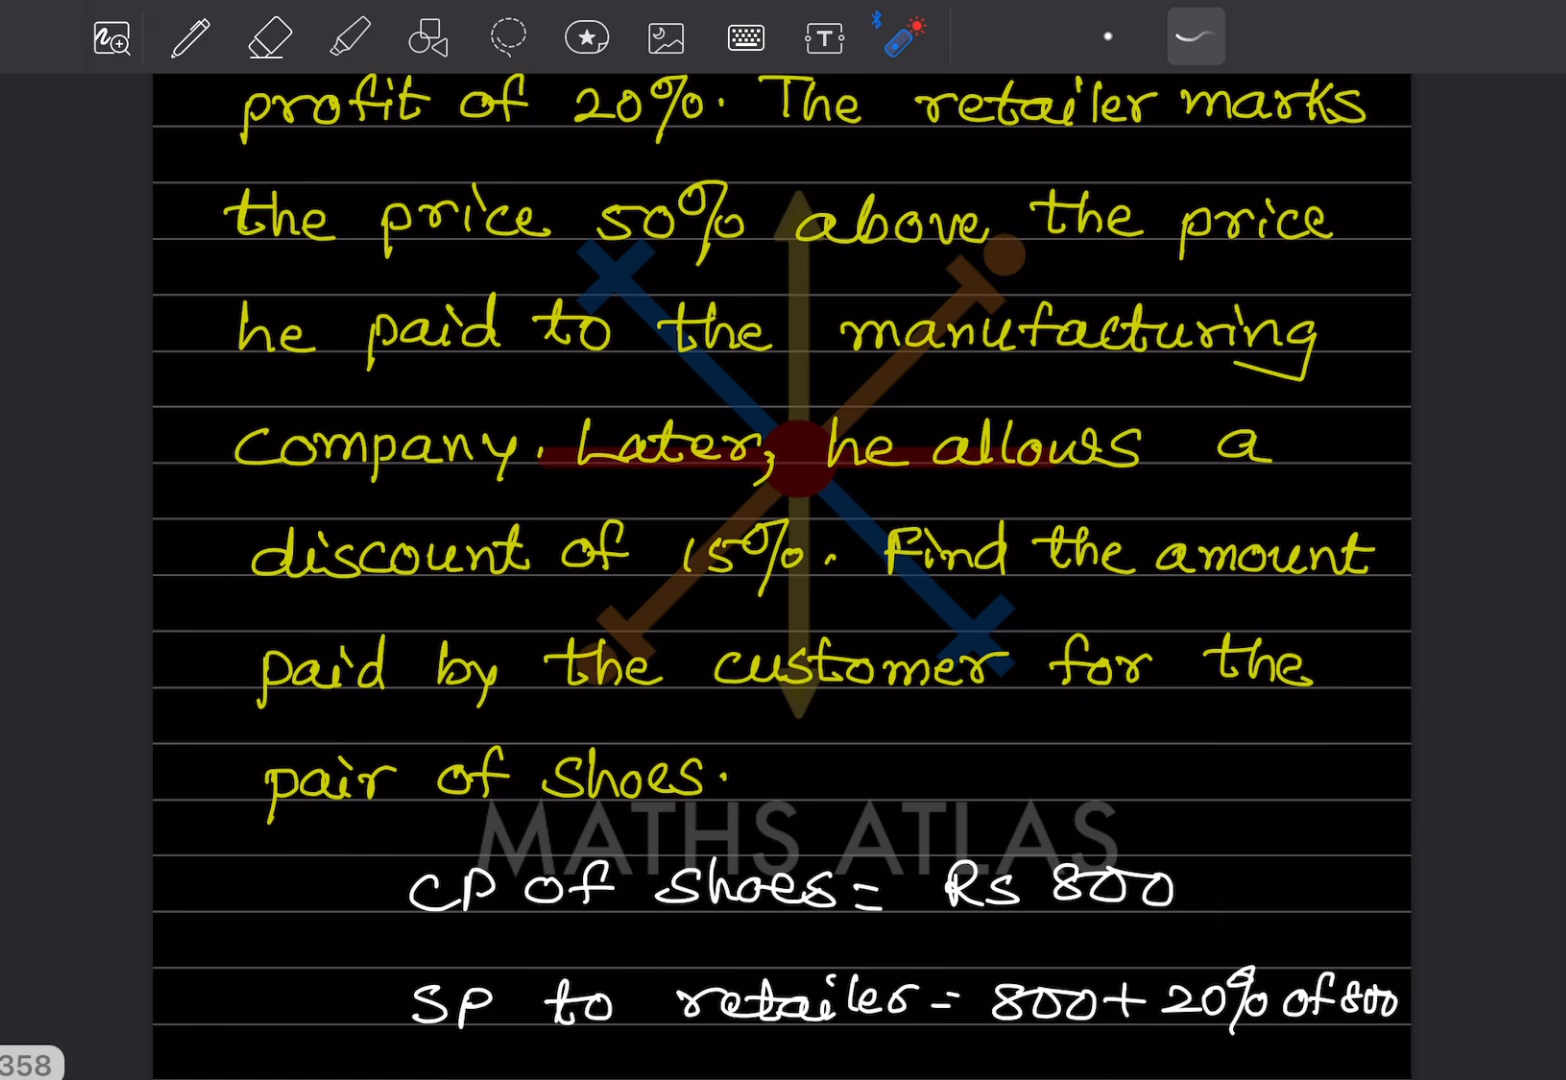 profit of 20%. The retailer marks
the price 50% above the price
he paid to the manufacturing
company. Later, he allows a
discount of 15%. Find the amount
paid by the customer for the
pair of shoes.
MATHS ATLAS
CP of shoes = Rs 800
SP to retailer = 800 + 20% of 800
358